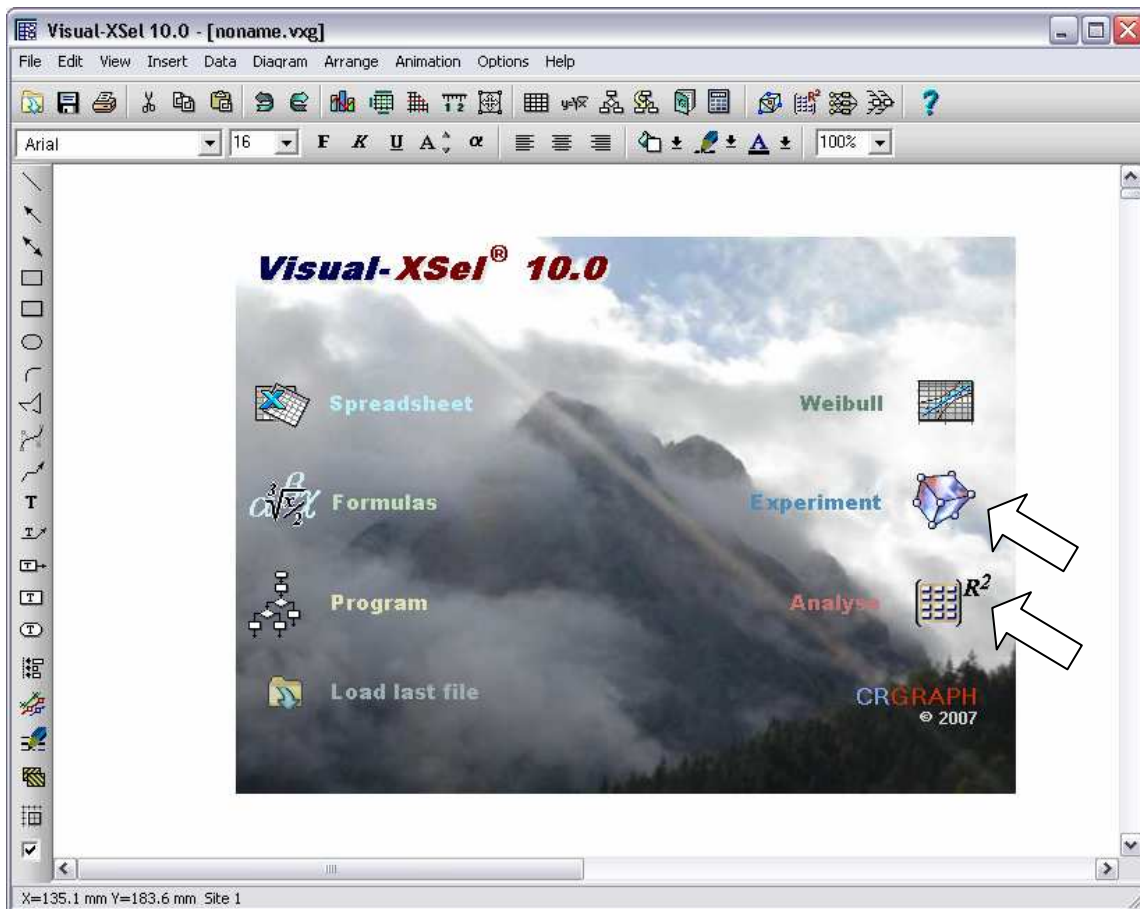 Visual-XSel 10.0 - [noname.vxg]
File Edit View Insert Data Diagram Arrange Animation Options Help
Arial 16 F K U A α A 100%
Visual-XSel® 10.0
Spreadsheet Weibull
Formulas Experiment
Program Analyse R²
Load last file
CRGRAPH
© 2007
X=135.1 mm Y=183.6 mm Site 1